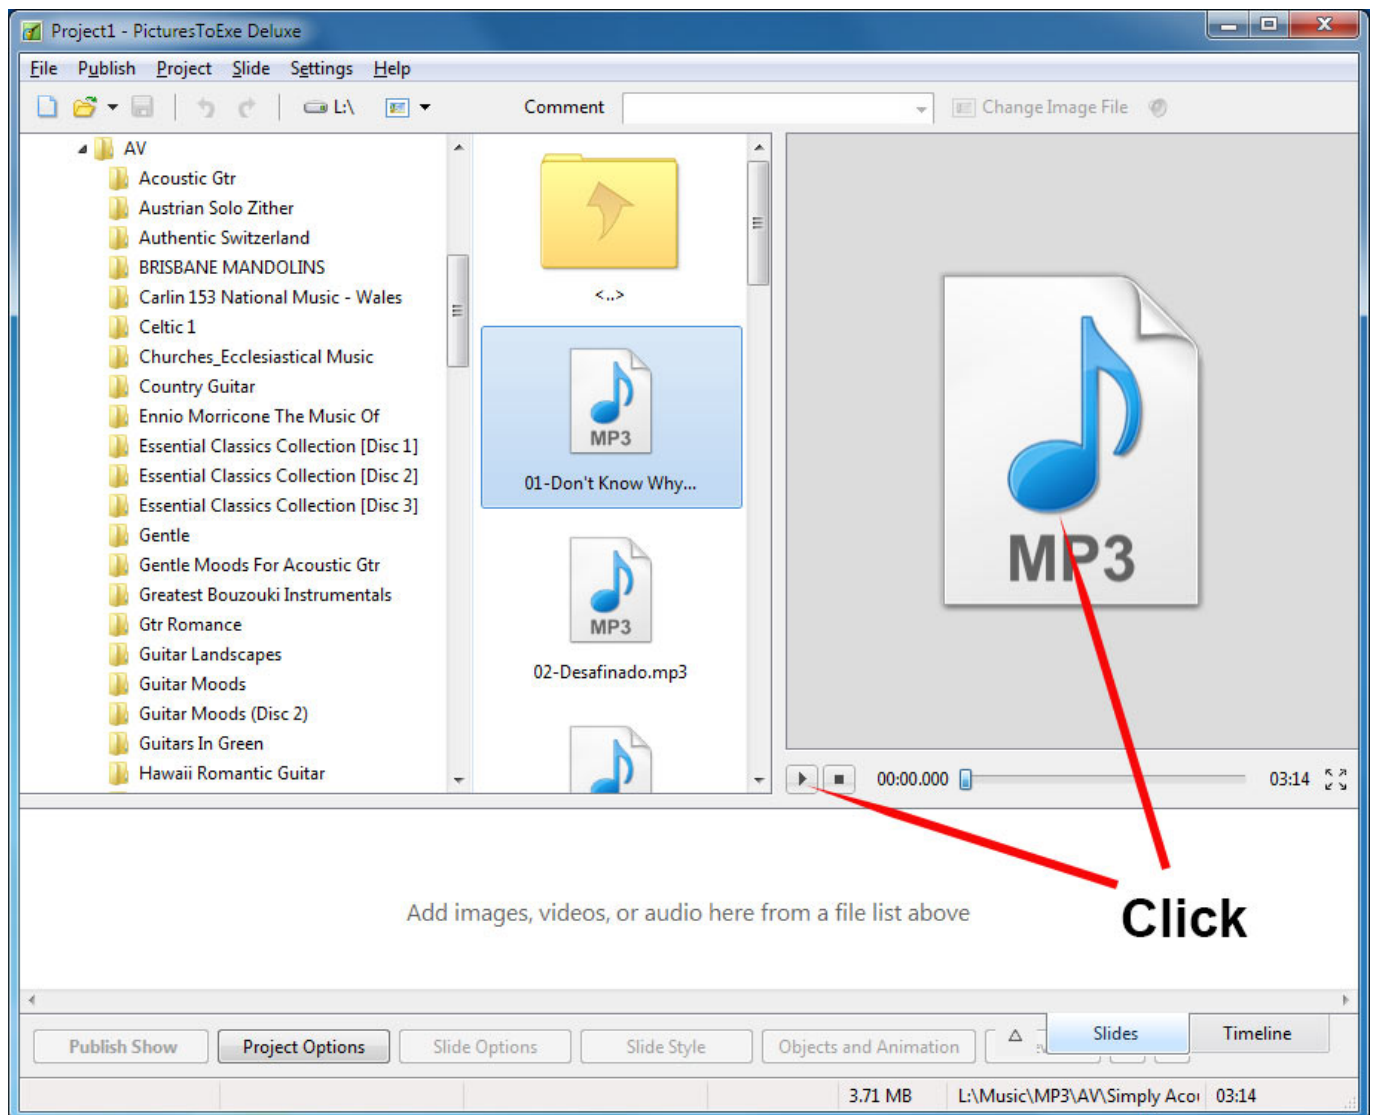 Project1 - PicturesToExe Deluxe
File Publish Project Slide Settings Help
L:\ Comment Change Image File
AV
Acoustic Gtr
Austrian Solo Zither
Authentic Switzerland
BRISBANE MANDOLINS
Carlin 153 National Music - Wales
Celtic 1
Churches_Ecclesiastical Music
Country Guitar
Ennio Morricone The Music Of
Essential Classics Collection [Disc 1]
Essential Classics Collection [Disc 2]
Essential Classics Collection [Disc 3]
Gentle
Gentle Moods For Acoustic Gtr
Greatest Bouzouki Instrumentals
Gtr Romance
Guitar Landscapes
Guitar Moods
Guitar Moods (Disc 2)
Guitars In Green
Hawaii Romantic Guitar
<..>
MP3
01-Don't Know Why...
MP3
02-Desafinado.mp3
MP3
00:00.000 03:14
Click
Add images, videos, or audio here from a file list above
Publish Show Project Options Slide Options Slide Style Objects and Animation Slides Timeline
3.71 MB L:\Music\MP3\AV\Simply 03:14